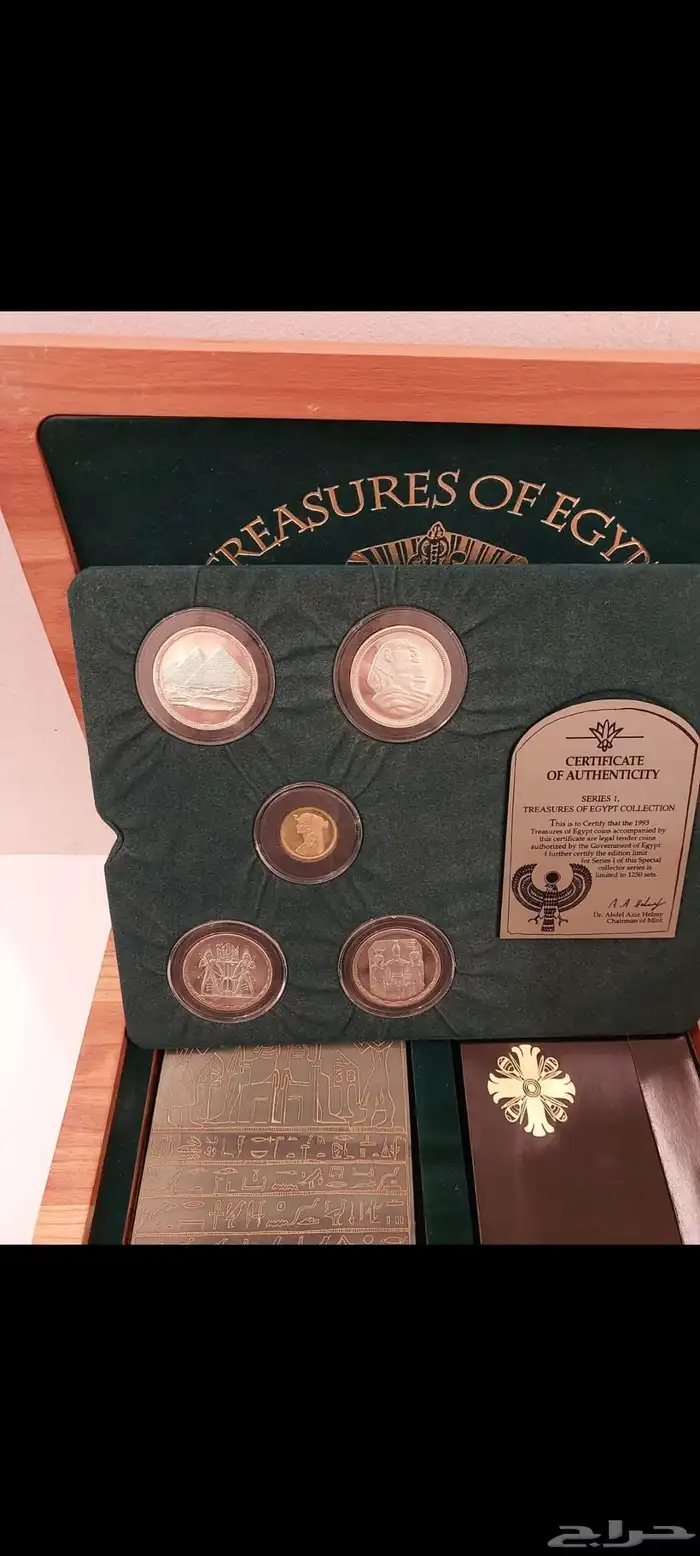 TREASURES OF EGYPT
CERTIFICATE
OF AUTHENTICITY
SERIES 1,
TREASURES OF EGYPT COLLECTION
This is to Certify that the 1993
Treasures of Egypt coins accompanied by
this certificate are legal tender coins
authorized by the Government of Egypt.
I further certify the edition limit
for Series I of this Special
collector series is
limited to 1250 sets.
Dr. Abdel Aziz Helmy
Chairman of Mint
حراج